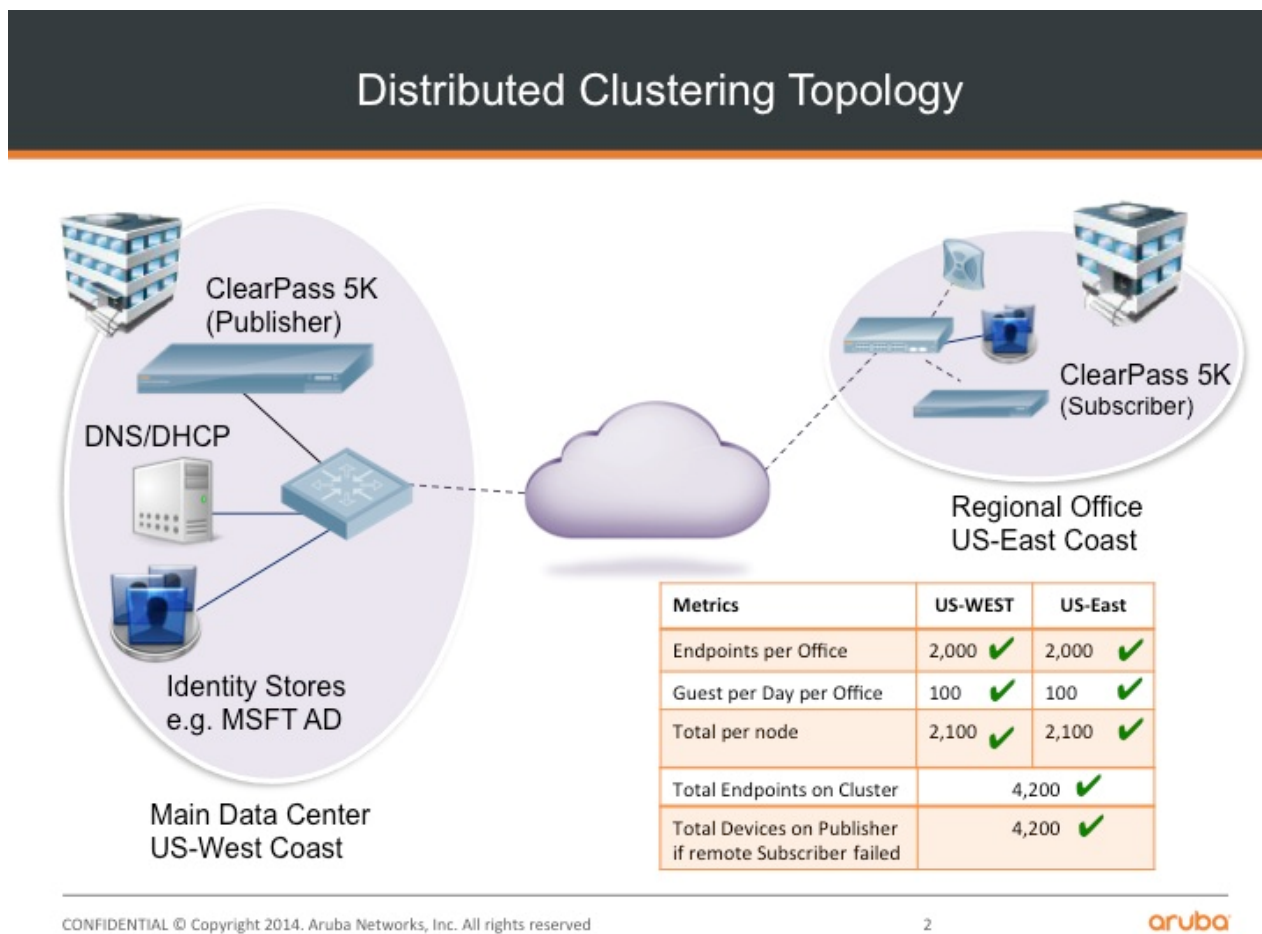 Distributed Clustering Topology
ClearPass 5K
(Publisher)
DNS/DHCP
Identity Stores
e.g. MSFT AD
Main Data Center
US-West Coast
ClearPass 5K
(Subscriber)
Regional Office
US-East Coast
Metrics US-WEST US-East
Endpoints per Office 2,000 ✔ 2,000 ✔
Guest per Day per Office 100 ✔ 100 ✔
Total per node 2,100 ✔ 2,100 ✔
Total Endpoints on Cluster 4,200 ✔
Total Devices on Publisher 4,200 ✔
if remote Subscriber failed
CONFIDENTIAL © Copyright 2014. Aruba Networks, Inc. All rights reserved 2 aruba